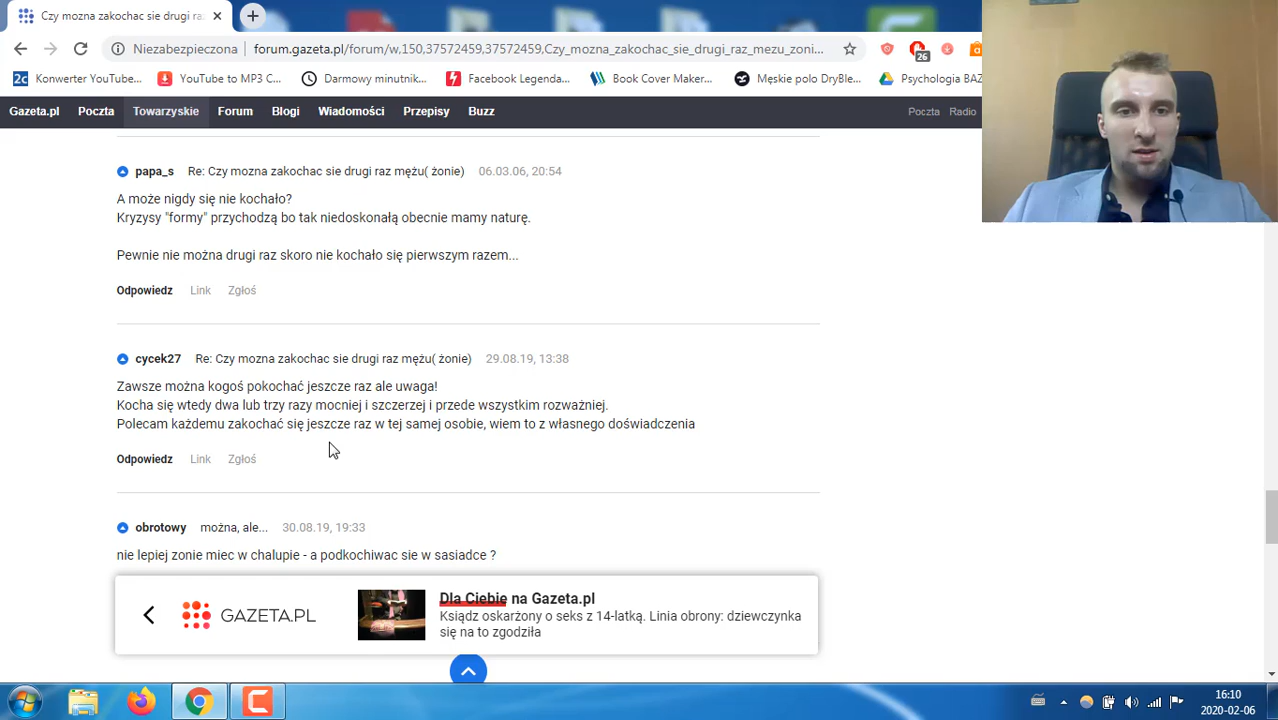 Czy mozna zakochac sie drugi ra
Niezabezpieczona
forum.gazeta.pl/forum/w,150,37572459,37572459,Czy_mozna_zakochac_sie_drugi_raz_mezu_zoni...
26
Konwerter YouTube...
YouTube to MP3 C...
Darmowy minutnik...
Facebook Legenda...
Book Cover Maker...
Męskie polo DryBle...
Psychologia BAZ
Gazeta.pl Poczta Towarzyskie Forum Blogi Wiadomości Przepisy Buzz Poczta Radio
papa_s Re: Czy mozna zakochac sie drugi raz mężu( żonie) 06.03.06, 20:54
A może nigdy się nie kochało?
Kryzysy "formy" przychodzą bo tak niedoskonałą obecnie mamy naturę.
Pewnie nie można drugi raz skoro nie kochało się pierwszym razem...
Odpowiedz Link Zgłoś
cycek27 Re: Czy mozna zakochac sie drugi raz mężu( żonie) 29.08.19, 13:38
Zawsze można kogoś pokochać jeszcze raz ale uwaga!
Kocha się wtedy dwa lub trzy razy mocniej i szczerzej i przede wszystkim rozważniej.
Polecam każdemu zakochać się jeszcze raz w tej samej osobie, wiem to z własnego doświadczenia
Odpowiedz Link Zgłoś
obrotowy można, ale... 30.08.19, 19:33
nie lepiej zonie miec w chalupie - a podkochiwac sie w sasiadce ?
GAZETA.PL
Dla Ciebie na Gazeta.pl
Ksiądz oskarżony o seks z 14-latką. Linia obrony: dziewczynka
się na to zgodziła
16:10
2020-02-06